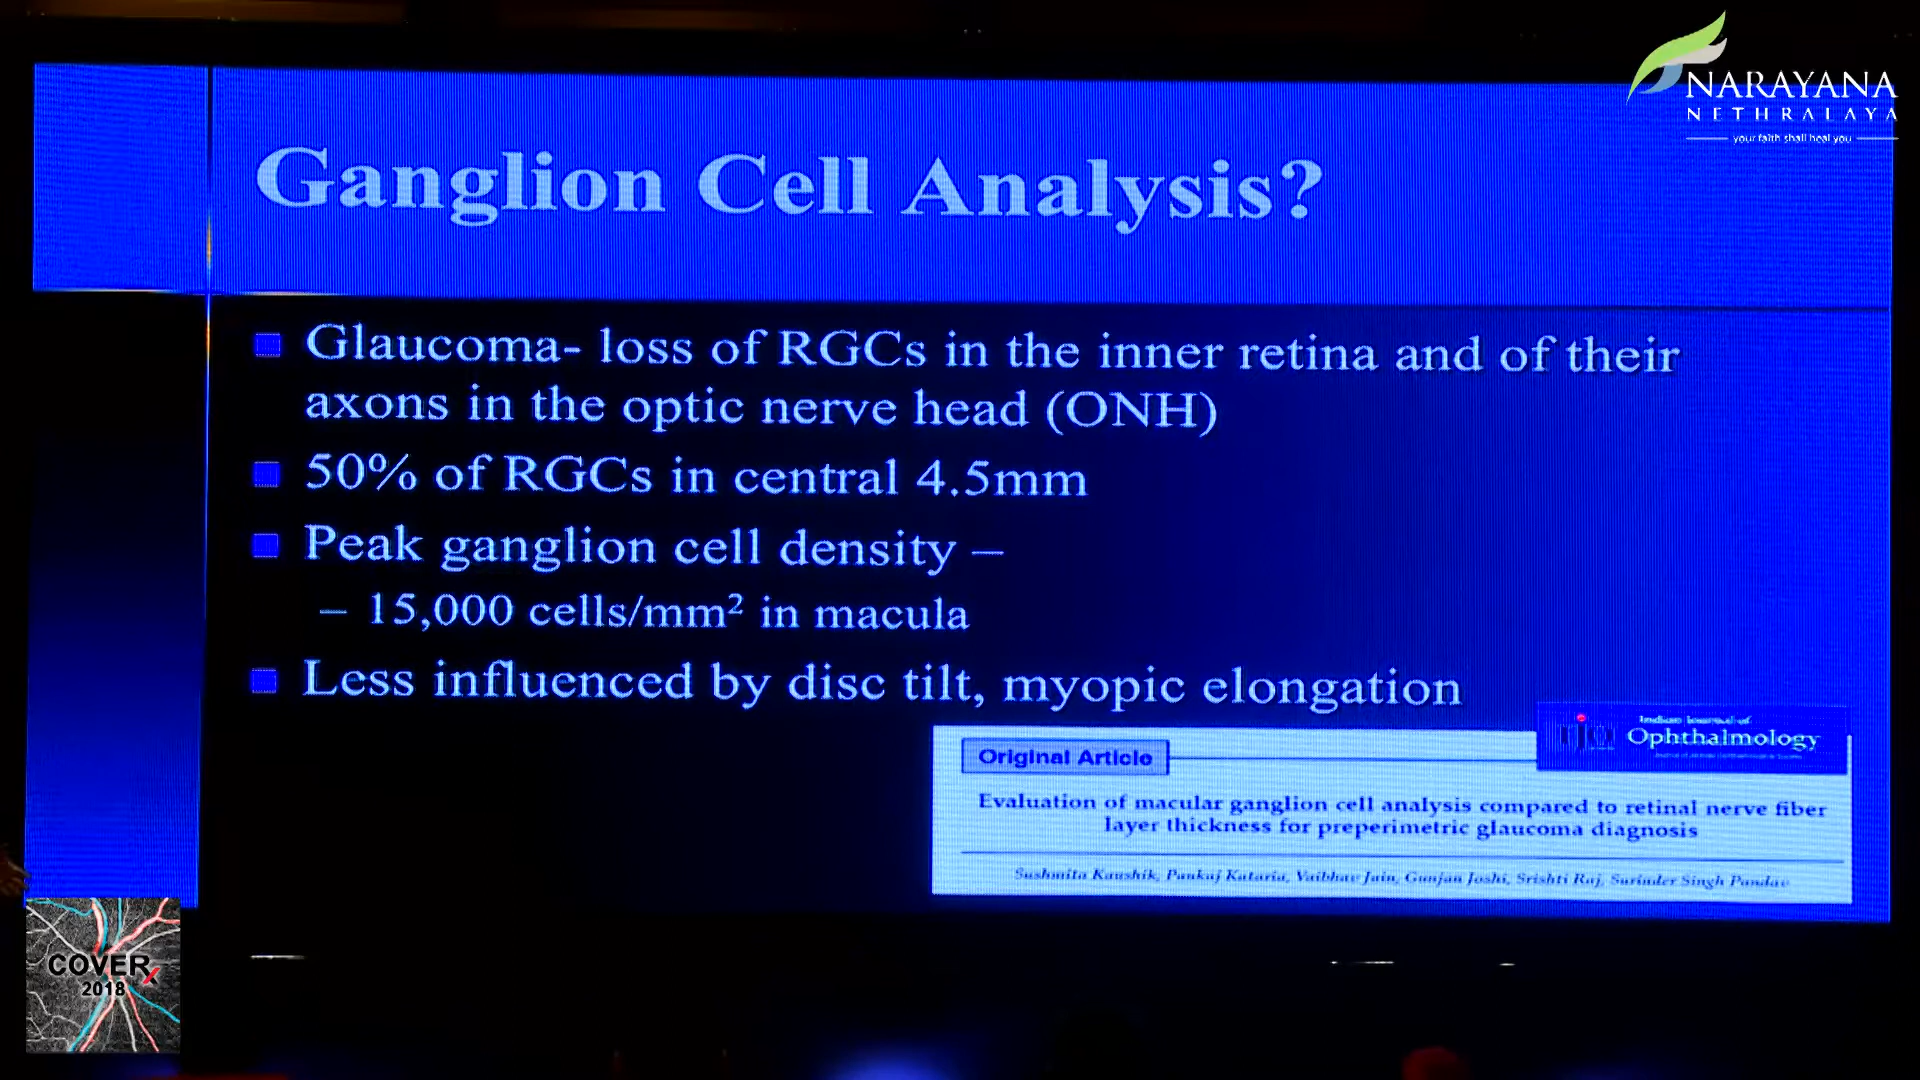 NARAYANA
NETHRALAYA
your faith shall heal you
Ganglion Cell Analysis?
Glaucoma- loss of RGCs in the inner retina and of their
axons in the optic nerve head (ONH)
50% of RGCs in central 4.5mm
Peak ganglion cell density –
– 15,000 cells/mm² in macula
Less influenced by disc tilt, myopic elongation
Indian Journal of
Ophthalmology
Original Article
Evaluation of macular ganglion cell analysis compared to retinal nerve fiber
layer thickness for preperimetric glaucoma diagnosis
Sushmita Kaushik, Pankaj Kataria, Vaibhav Jain, Gunjan Joshi, Srishti Raj, Surinder Singh Pandav
COVERx
2018